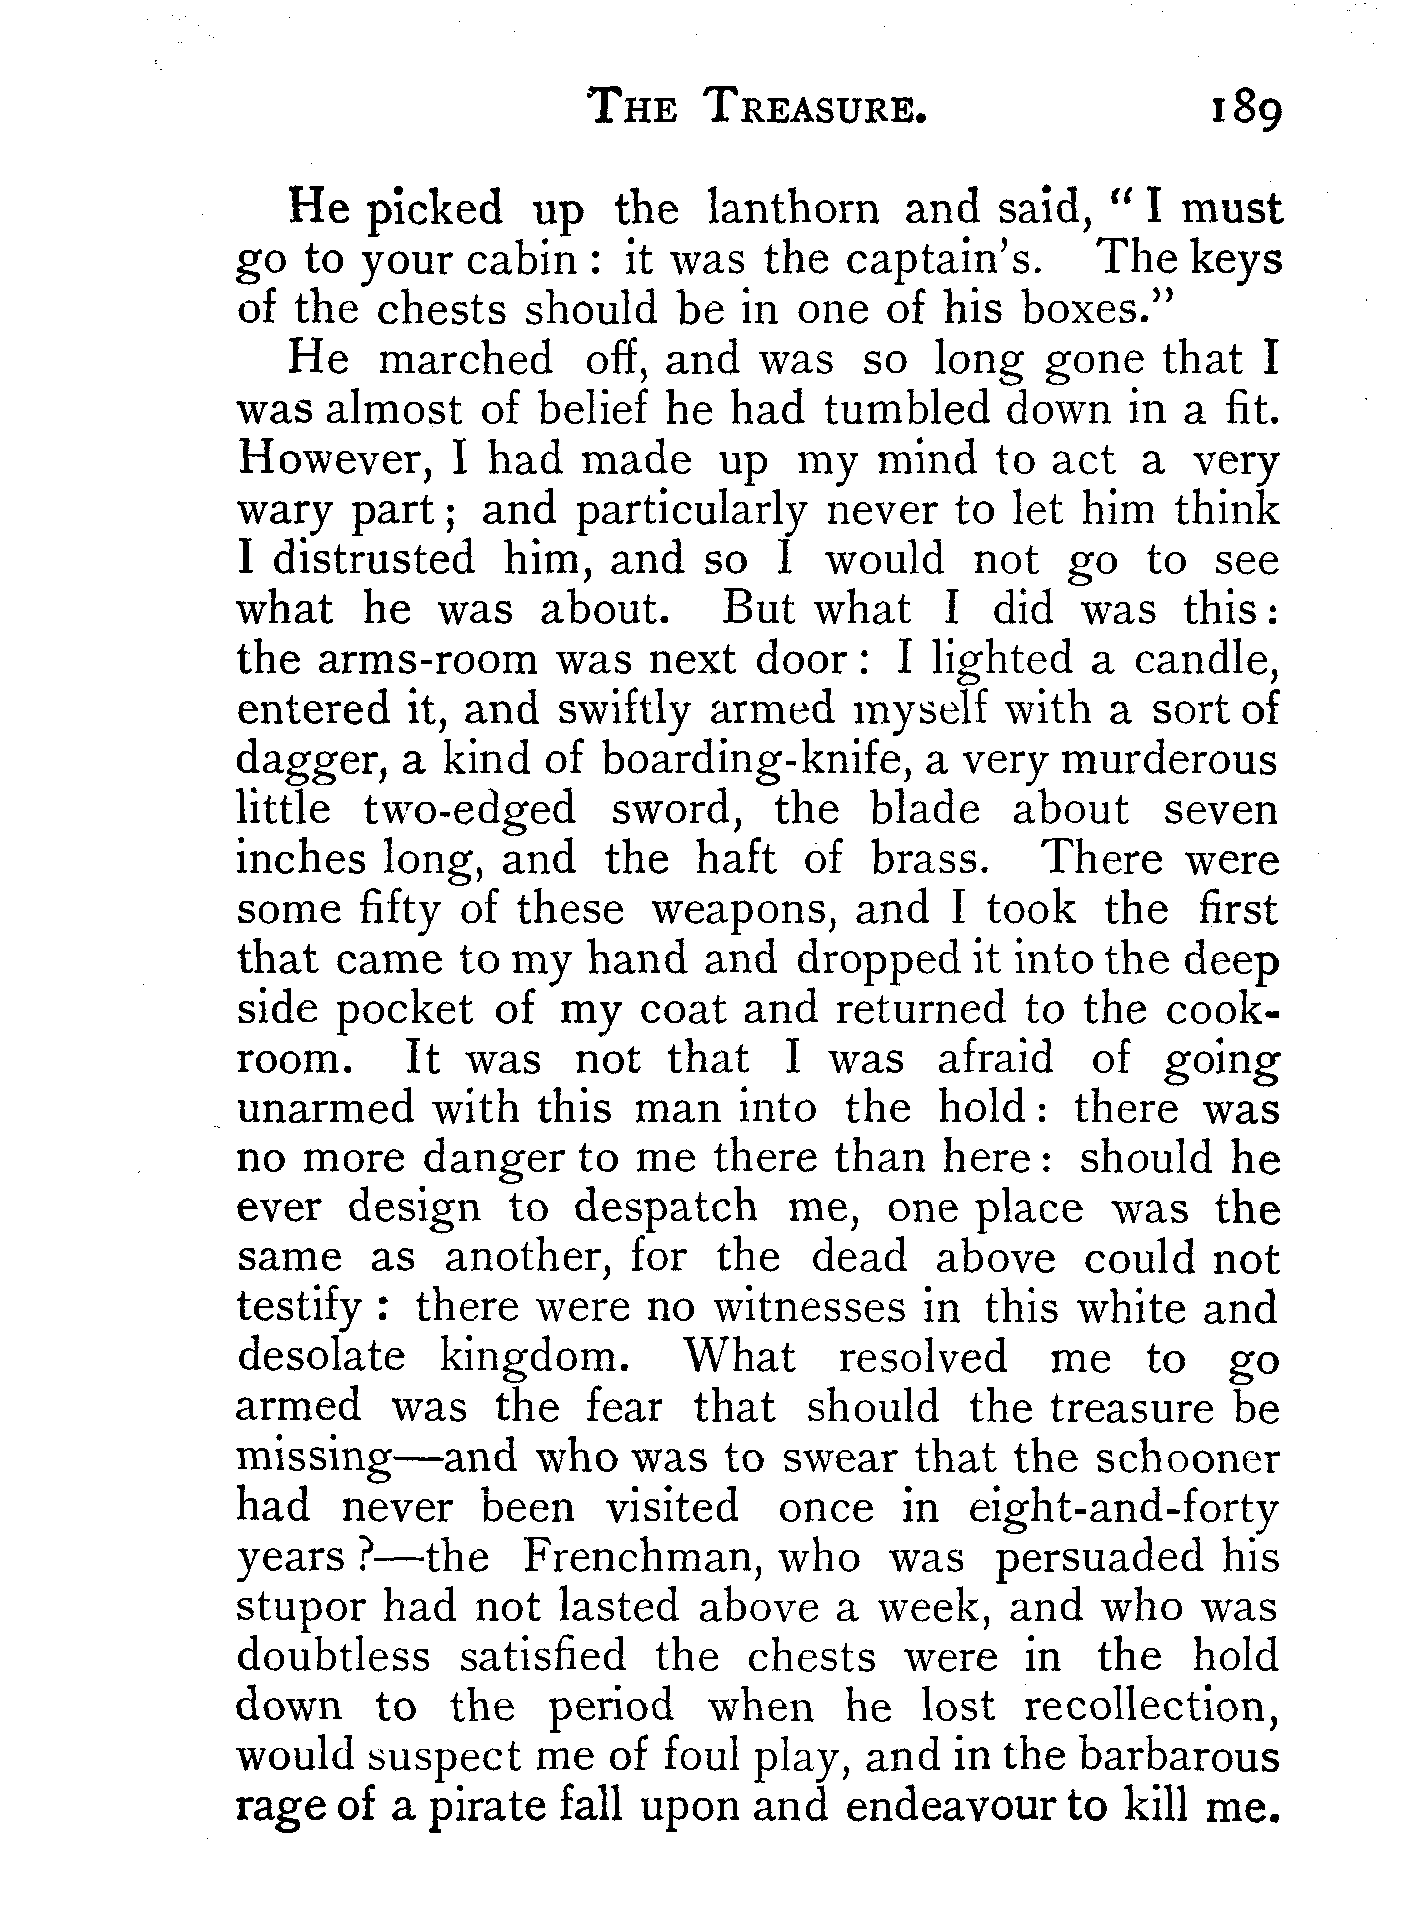 THE TREASURE. 189
He picked up the lanthorn and said, "I must
go to your cabin : it was the captain's. The keys
of the chests should be in one of his boxes."
He marched off, and was so long gone that I
was almost of belief he had tumbled down in a fit.
However, I had made up my mind to act a very
wary part ; and particularly never to let him think
I distrusted him, and so I would not go to see
what he was about. But what I did was this :
the arms-room was next door : I lighted a candle,
entered it, and swiftly armed myself with a sort of
dagger, a kind of boarding-knife, a very murderous
little two-edged sword, the blade about seven
inches long, and the haft of brass. There were
some fifty of these weapons, and I took the first
that came to my hand and dropped it into the deep
side pocket of my coat and returned to the cook-
room. It was not that I was afraid of going
unarmed with this man into the hold : there was
no more danger to me there than here : should he
ever design to despatch me, one place was the
same as another, for the dead above could not
testify : there were no witnesses in this white and
desolate kingdom. What resolved me to go
armed was the fear that should the treasure be
missing—and who was to swear that the schooner
had never been visited once in eight-and-forty
years ?—the Frenchman, who was persuaded his
stupor had not lasted above a week, and who was
doubtless satisfied the chests were in the hold
down to the period when he lost recollection,
would suspect me of foul play, and in the barbarous
rage of a pirate fall upon and endeavour to kill me.